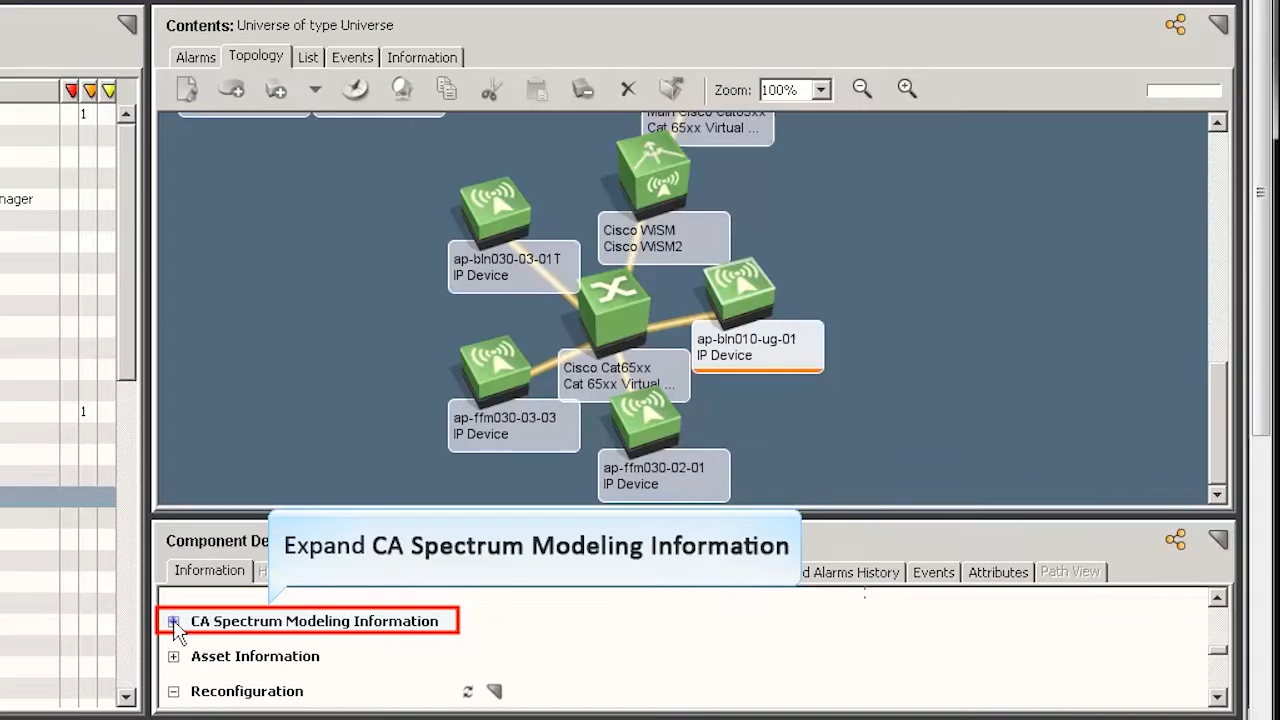 Contents: Universe of type Universe
Alarms
Topology
List
Events
Information
Zoom:
100%
1
nager
1
Main Cisco Cat65xx
Cat 65xx Virtual ...
Cisco WiSM
Cisco WiSM2
ap-bln030-03-01T
IP Device
ap-bln010-ug-01
IP Device
Cisco Cat65xx
Cat 65xx Virtual ...
ap-ffm030-03-03
IP Device
ap-ffm030-02-01
IP Device
Component De
Expand CA Spectrum Modeling Information
Information
H
d Alarms History
Events
Attributes
Path View
CA Spectrum Modeling Information
Asset Information
Reconfiguration